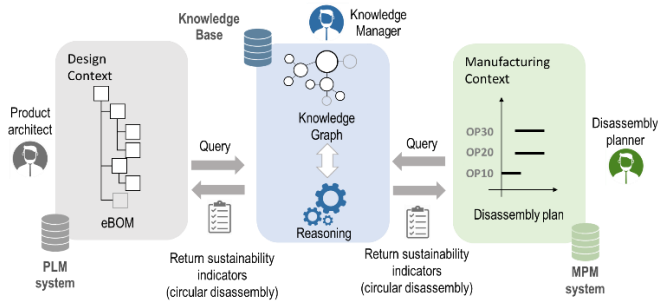 Knowledge
Base
Knowledge
Manager
Design
Context
Product
architect
eBOM
PLM
system
Query
Return sustainability
indicators
(circular disassembly)
Knowledge
Graph
Reasoning
Query
Return sustainability
indicators
(circular disassembly)
Manufacturing
Context
OP30
OP20
OP10
Disassembly plan
Disassembly
planner
MPM
system